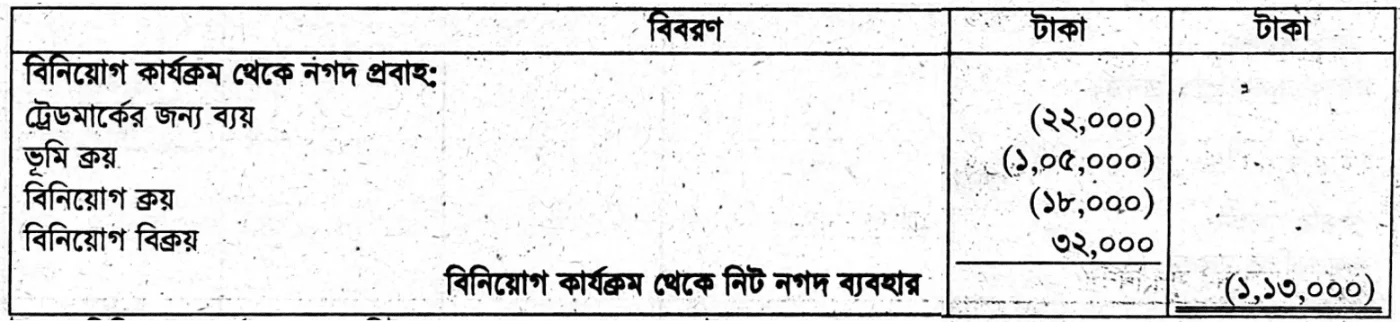 বিবরণ টাকা টাকা
বিনিয়োগ কার্যক্রম থেকে নগদ প্রবাহ:
ট্রেডমার্কের জন্য ব্যয় (২২,০০০)
ভূমি ক্রয় (১,০৫,০০০)
বিনিয়োগ ক্রয় (১৮,০০০)
বিনিয়োগ বিক্রয় ৩২,০০০
বিনিয়োগ কার্যক্রম থেকে নিট নগদ ব্যবহার (১,১৩,০০০)